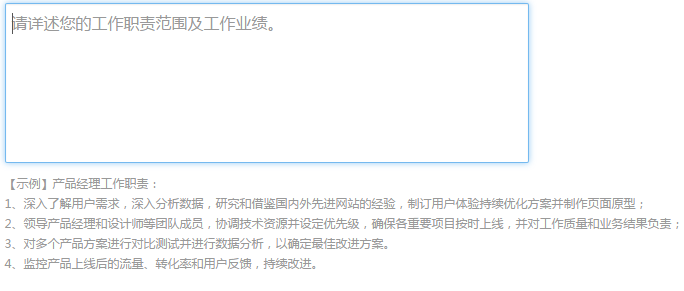 请详述您的工作职责范围及工作业绩。
【示例】产品经理工作职责：
1、深入了解用户需求，深入分析数据，研究和借鉴国内外先进网站的经验，制订用户体验持续优化方案并制作页面原型；
2、领导产品经理和设计师等团队成员，协调技术资源并设定优先级，确保各重要项目按时上线，并对工作质量和业务结果负责；
3、对多个产品方案进行对比测试并进行数据分析，以确定最佳改进方案。
4、监控产品上线后的流量、转化率和用户反馈，持续改进。